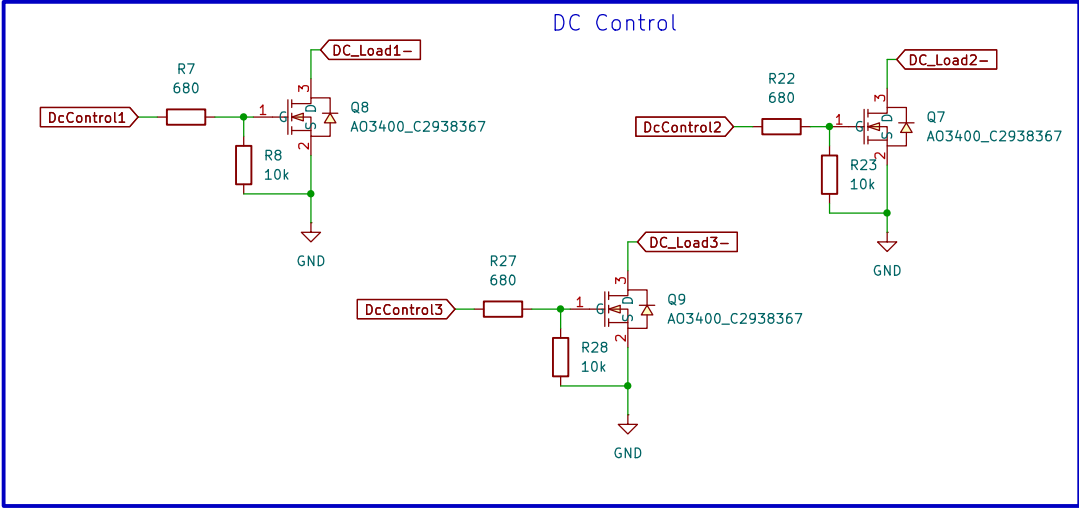 DC Control
DC_Load1-
R7
680
DcControl1
3
1
G
D
S
2
Q8
AO3400_C2938367
R8
10k
GND
DC_Load2-
R22
680
DcControl2
3
1
G
D
S
2
Q7
AO3400_C2938367
R23
10k
GND
DC_Load3-
R27
680
DcControl3
3
1
G
D
S
2
Q9
AO3400_C2938367
R28
10k
GND